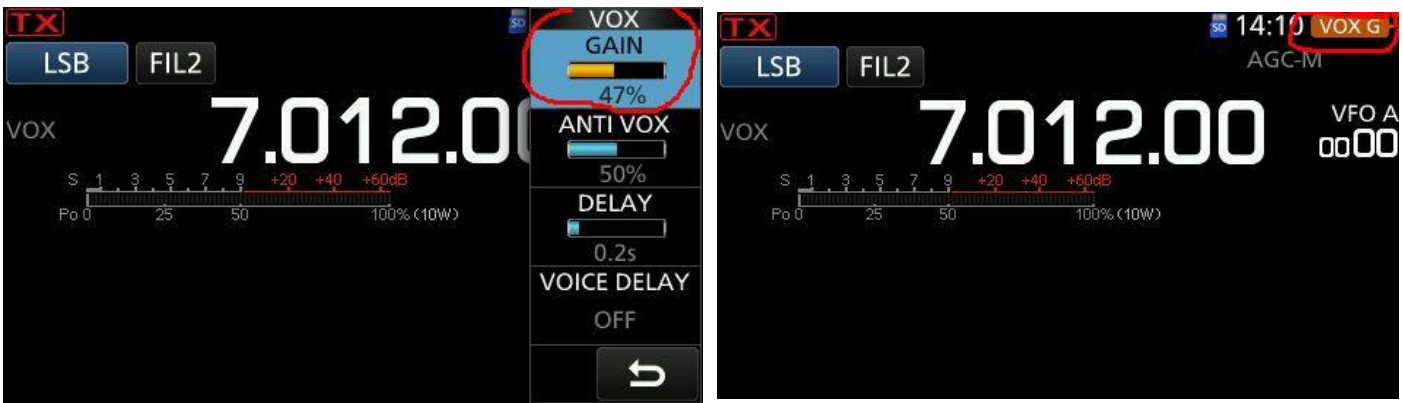 TX
SD
VOX
LSB FIL2
GAIN
47%
VOX
7.012.0
ANTI VOX
50%
S 1 . 3 . 5 . 7 . 9 +20 +40 +60dB
Po 0 25 50 100% (10W)
DELAY
0.2s
VOICE DELAY
OFF
TX
SD 14:10 VOX G
LSB FIL2
AGC-M
VOX
7.012.00
VFO A
0000
S 1 . 3 . 5 . 7 . 9 +20 +40 +60dB
Po 0 25 50 100% (10W)